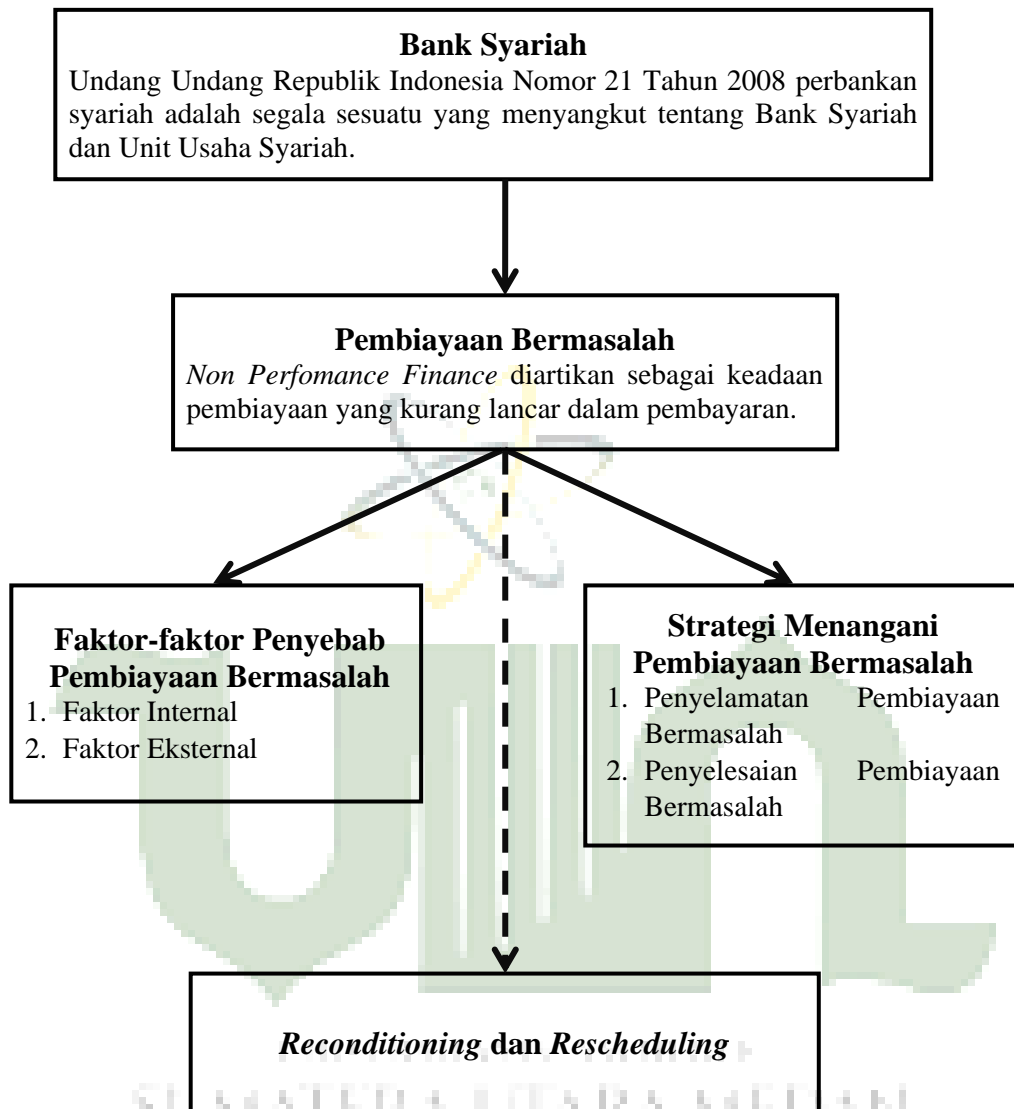 Bank Syariah
Undang Undang Republik Indonesia Nomor 21 Tahun 2008 perbankan
syariah adalah segala sesuatu yang menyangkut tentang Bank Syariah
dan Unit Usaha Syariah.
Pembiayaan Bermasalah
Non Perfomance Finance diartikan sebagai keadaan
pembiayaan yang kurang lancar dalam pembayaran.
Faktor-faktor Penyebab
Pembiayaan Bermasalah
1. Faktor Internal
2. Faktor Eksternal
Strategi Menangani
Pembiayaan Bermasalah
1. Penyelamatan Pembiayaan
Bermasalah
2. Penyelesaian Pembiayaan
Bermasalah
Reconditioning dan Rescheduling
SUMATERA UTARA MEDAN